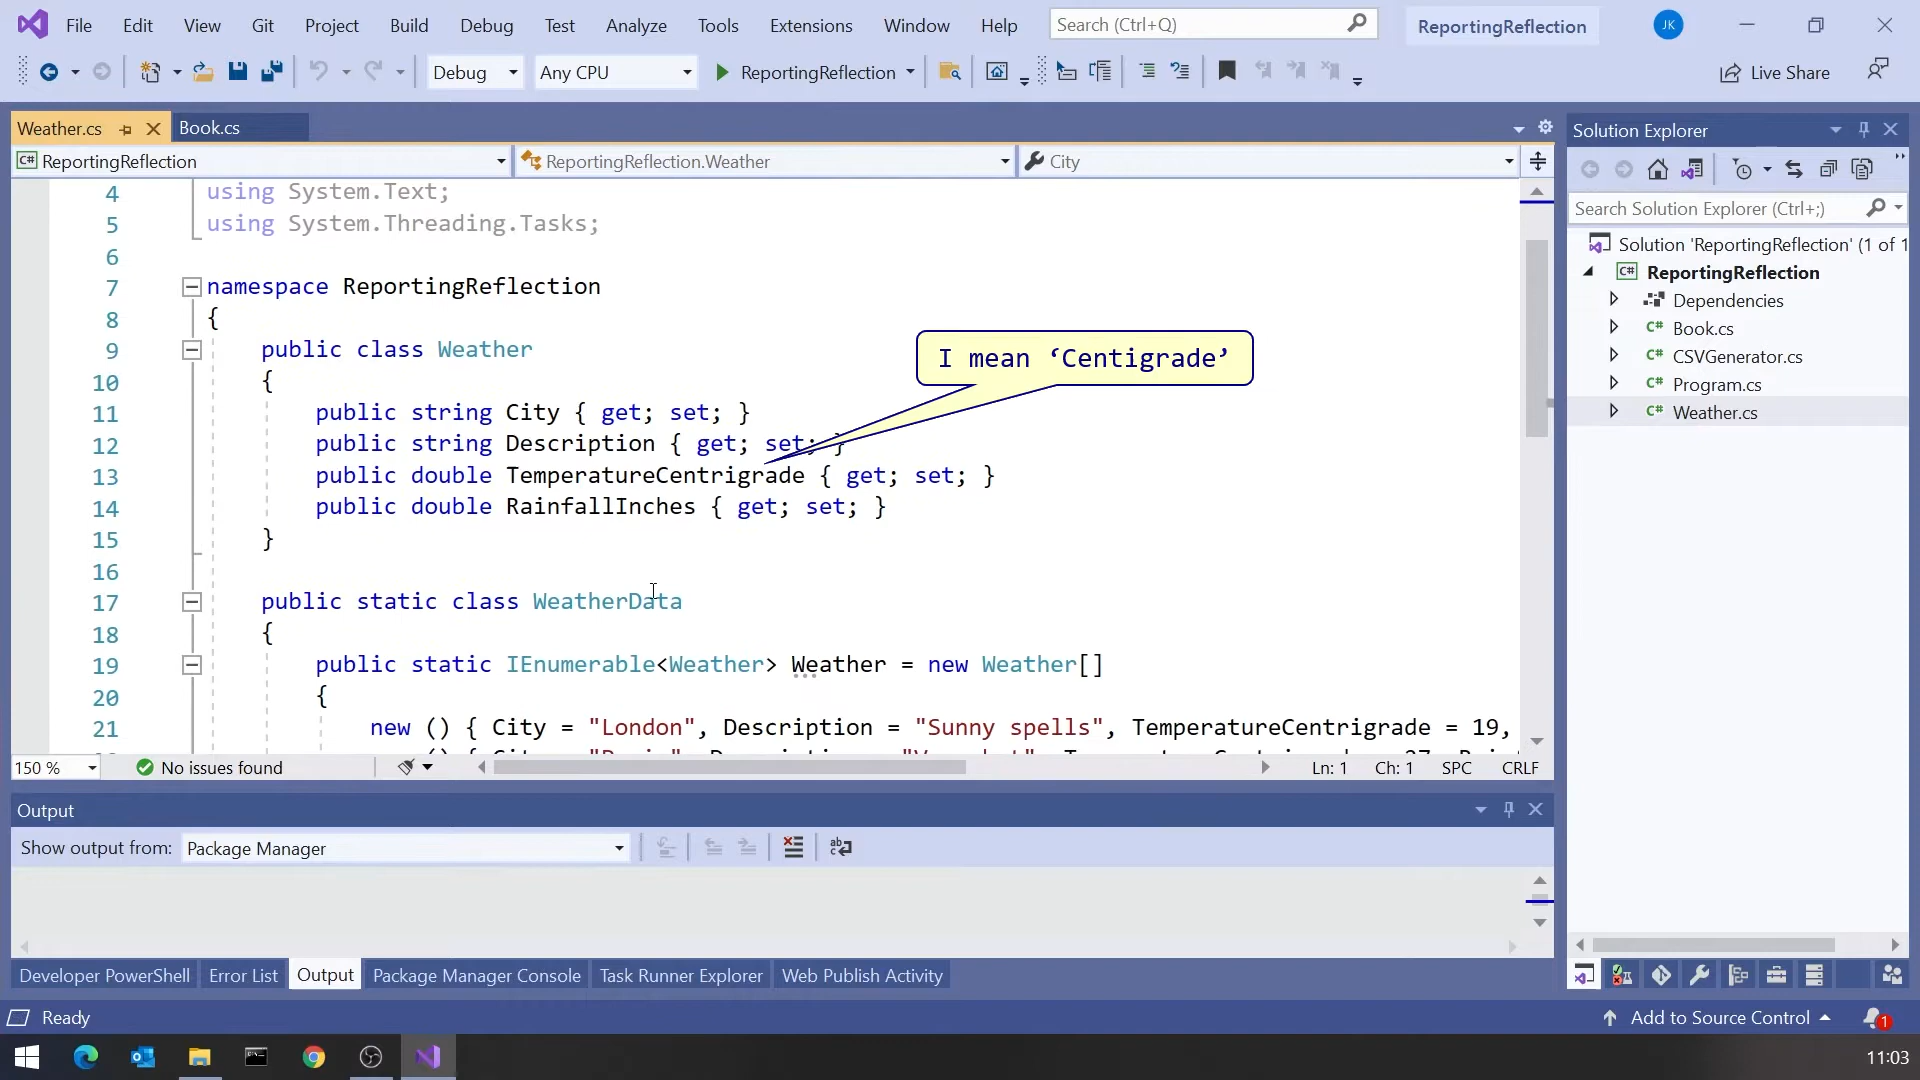 File Edit View Git Project Build Debug Test Analyze Tools Extensions Window Help Search (Ctrl+Q) ReportingReflection JK
Debug Any CPU ReportingReflection Live Share
Weather.cs Book.cs
C# ReportingReflection ReportingReflection.Weather City
4 using System.Text;
5 using System.Threading.Tasks;
6
7 namespace ReportingReflection
8 {
9 public class Weather
10 {
11 public string City { get; set; }
12 public string Description { get; set; }
13 public double TemperatureCentrigrade { get; set; }
14 public double RainfallInches { get; set; }
15 }
16
17 public static class WeatherData
18 {
19 public static IEnumerable<Weather> Weather = new Weather[]
20 {
21 new () { City = "London", Description = "Sunny spells", TemperatureCentrigrade = 19,
I mean ‘Centigrade’
150 % No issues found Ln: 1 Ch: 1 SPC CRLF
Output
Show output from: Package Manager
Developer PowerShell Error List Output Package Manager Console Task Runner Explorer Web Publish Activity
Solution Explorer
Search Solution Explorer (Ctrl+;)
Solution 'ReportingReflection' (1 of 1
C# ReportingReflection
Dependencies
C# Book.cs
C# CSVGenerator.cs
C# Program.cs
C# Weather.cs
Ready Add to Source Control 1
11:03